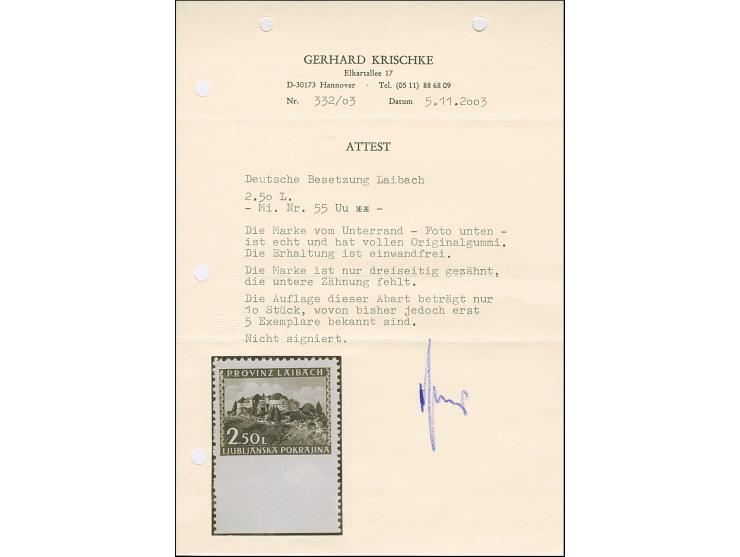 GERHARD KRISCHKE
Elkartallee 17
D-30173 Hannover · Tel. (05 11) 88 68 09
Nr. 332/o3 Datum 5.11.2oo3
ATTEST
Deutsche Besetzung Laibach
2.5o L.
- Mi. Nr. 55 Uu ** -
Die Marke vom Unterrand - Foto unten -
ist echt und hat vollen Originalgummi.
Die Erhaltung ist einwandfrei.
Die Marke ist nur dreiseitig gezähnt,
die untere Zähnung fehlt.
Die Auflage dieser Abart beträgt nur
1o Stück, wovon bisher jedoch erst
5 Exemplare bekannt sind.
Nicht signiert.
PROVINZ LAIBACH
2.50 L
LJUBLJANSKA POKRAJINA